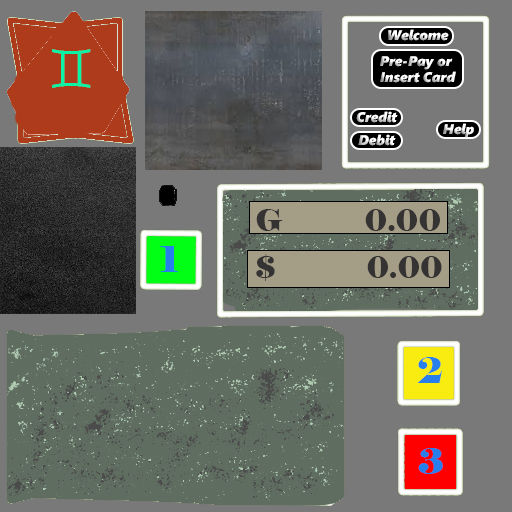 ♊
Welcome
Pre-Pay or
Insert Card
Credit
Debit
Help
G 0.00
$ 0.00
1
2
3